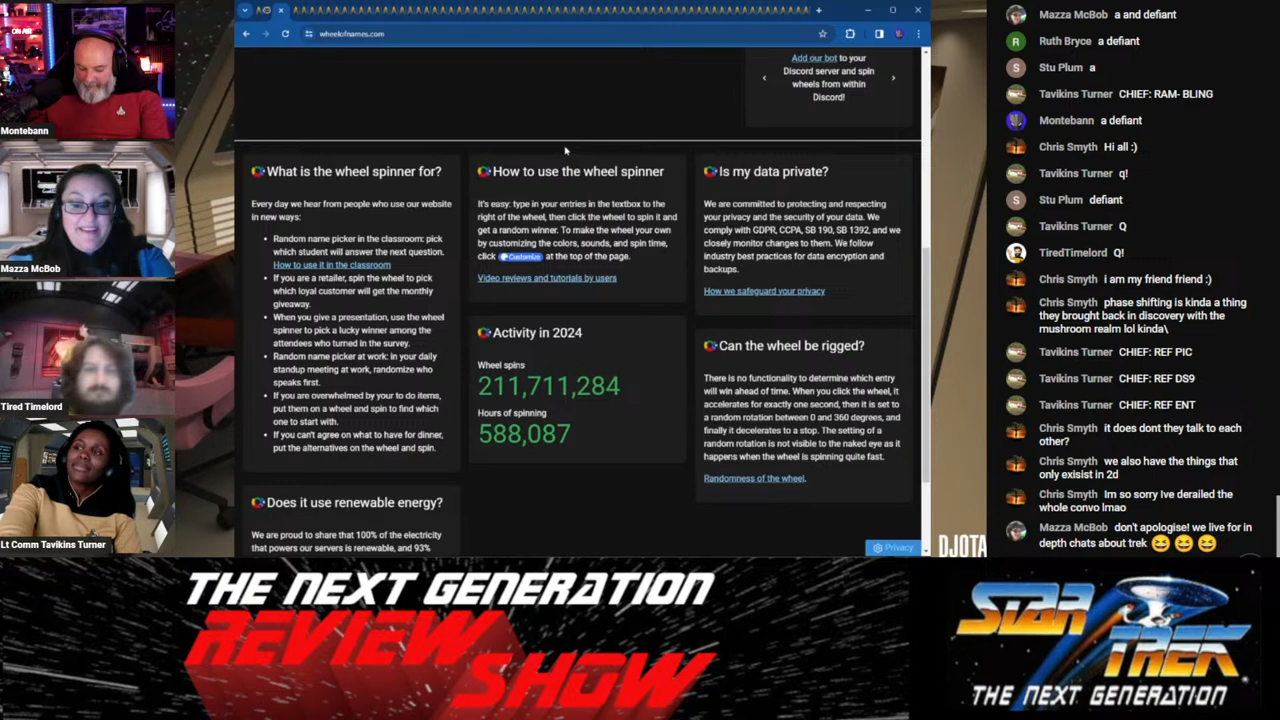 ON AIR
Montebann
Mazza McBob
Tired Timelord
Lt Comm Tavikins Turner
wheelofnames.com
Add our bot to your
Discord server and spin
wheels from within
Discord!
What is the wheel spinner for?
Every day we hear from people who use our website
in new ways:
Random name picker in the classroom: pick
which student will answer the next question.
How to use it in the classroom
If you are a retailer, spin the wheel to pick
which loyal customer will get the monthly
giveaway.
When you give a presentation, use the wheel
spinner to pick a lucky winner among the
attendees who turned in the survey.
Random name picker at work: in your daily
standup meeting at work, randomize who
speaks first.
If you are overwhelmed by your to do items,
put them on a wheel and spin to find which
one to start with.
If you can't agree on what to have for dinner,
put the alternatives on the wheel and spin.
Does it use renewable energy?
We are proud to share that 100% of the electricity
that powers our servers is renewable, and 93%
How to use the wheel spinner
It's easy: type in your entries in the textbox to the
right of the wheel, then click the wheel to spin it and
get a random winner. To make the wheel your own
by customizing the colors, sounds, and spin time,
click Customize at the top of the page.
Video reviews and tutorials by users
Activity in 2024
Wheel spins
211,711,284
Hours of spinning
588,087
Is my data private?
We are committed to protecting and respecting
your privacy and the security of your data. We
comply with GDPR, CCPA, SB 190, SB 1392, and we
closely monitor changes to them. We follow
industry best practices for data encryption and
backups.
How we safeguard your privacy
Can the wheel be rigged?
There is no functionality to determine which entry
will win ahead of time. When you click the wheel, it
accelerates for exactly one second, then it is set to
a random rotation between 0 and 360 degrees, and
finally it decelerates to a stop. The setting of a
random rotation is not visible to the naked eye as it
happens when the wheel is spinning quite fast.
Randomness of the wheel.
Privacy
DJOTA
Mazza McBob a and defiant
R Ruth Bryce a defiant
S Stu Plum a
Tavikins Turner CHIEF: RAM- BLING
Montebann a defiant
Chris Smyth Hi all :)
Tavikins Turner q!
S Stu Plum defiant
Tavikins Turner Q
TiredTimelord Q!
Chris Smyth i am my friend friend :)
Chris Smyth phase shifting is kinda a thing
they brought back in discovery with the
mushroom realm lol kinda\
Tavikins Turner CHIEF: REF PIC
Tavikins Turner CHIEF: REF DS9
Tavikins Turner CHIEF: REF ENT
Chris Smyth it does dont they talk to each
other?
Chris Smyth we also have the things that
only exisist in 2d
Chris Smyth Im so sorry Ive derailed the
whole convo lmao
Mazza McBob don't apologise! we live for in
depth chats about trek 😆 😆 😆
THE NEXT GENERATION
REVIEW
SHOW
STAR
TREK
THE NEXT GENERATION